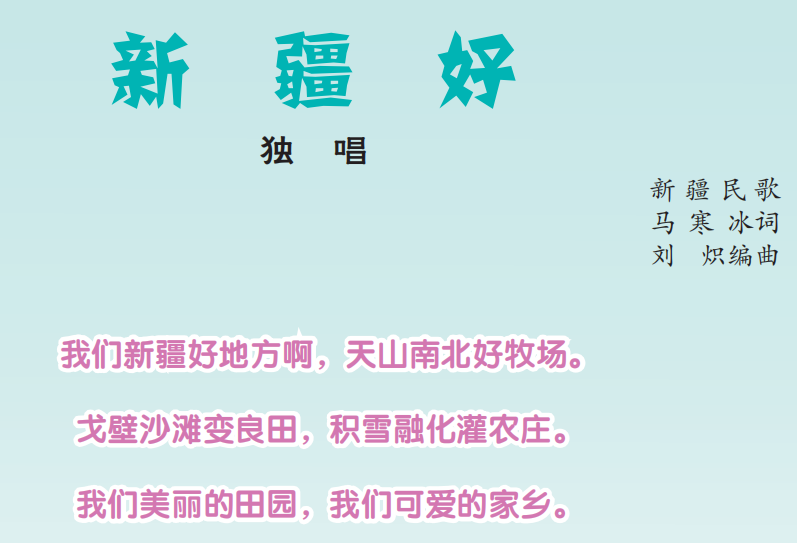 新疆好
独唱
新疆民歌
马寒冰词
刘炽编曲
我们新疆好地方啊，天山南北好牧场。
戈壁沙滩变良田，积雪融化灌农庄。
我们美丽的田园，我们可爱的家乡。